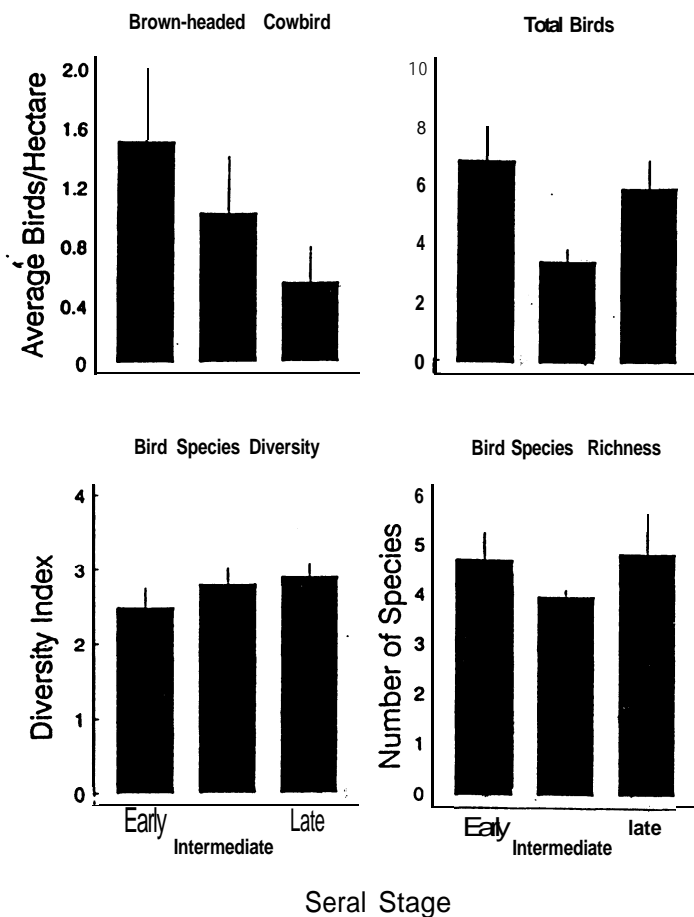 Brown-headed Cowbird
Total Birds
Average Birds/Hectare
2.0
1.6
1.2
0.8
0.4
0
10
8
6
4
2
0
Bird Species Diversity
Bird Species Richness
Diversity Index
4
3
2
1
0
Number of Species
6
5
4
3
2
1
0
Early
Late
Intermediate
Early
late
Intermediate
Seral Stage